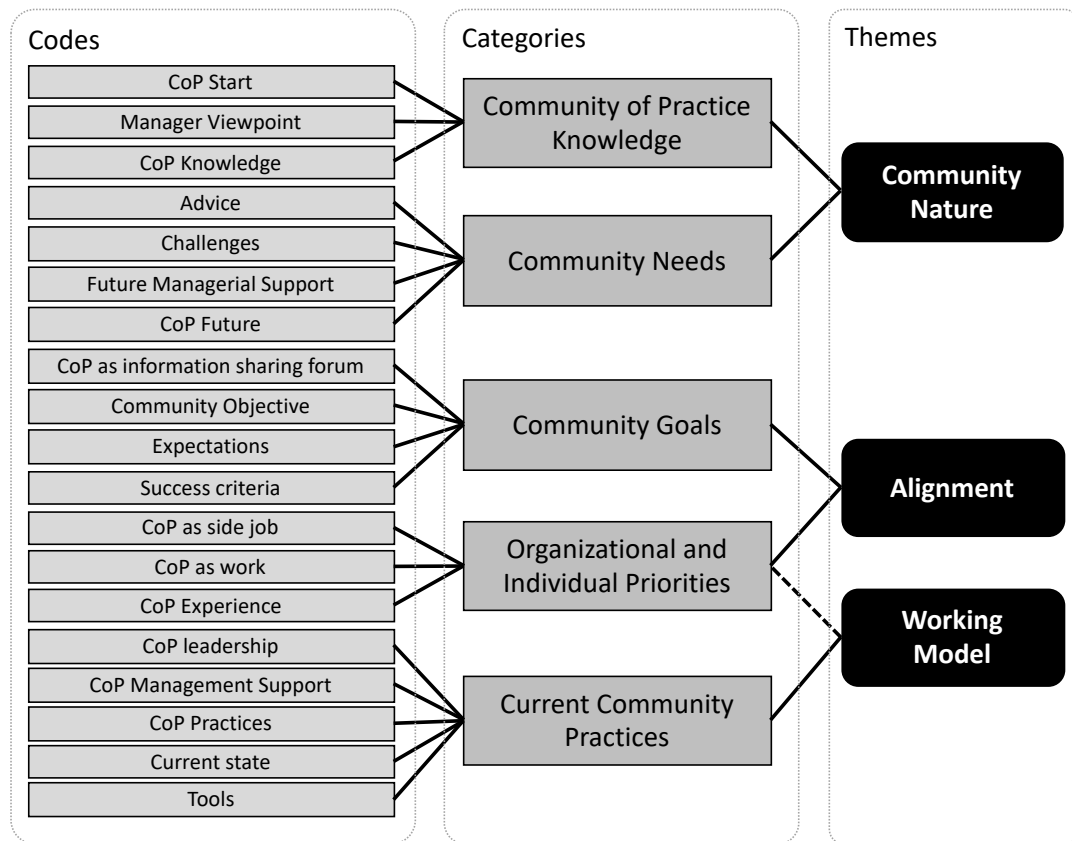 Codes
CoP Start
Manager Viewpoint
CoP Knowledge
Advice
Challenges
Future Managerial Support
CoP Future
CoP as information sharing forum
Community Objective
Expectations
Success criteria
CoP as side job
CoP as work
CoP Experience
CoP leadership
CoP Management Support
CoP Practices
Current state
Tools
Categories
Community of Practice
Knowledge
Community Needs
Community Goals
Organizational and
Individual Priorities
Current Community
Practices
Themes
Community
Nature
Alignment
Working
Model